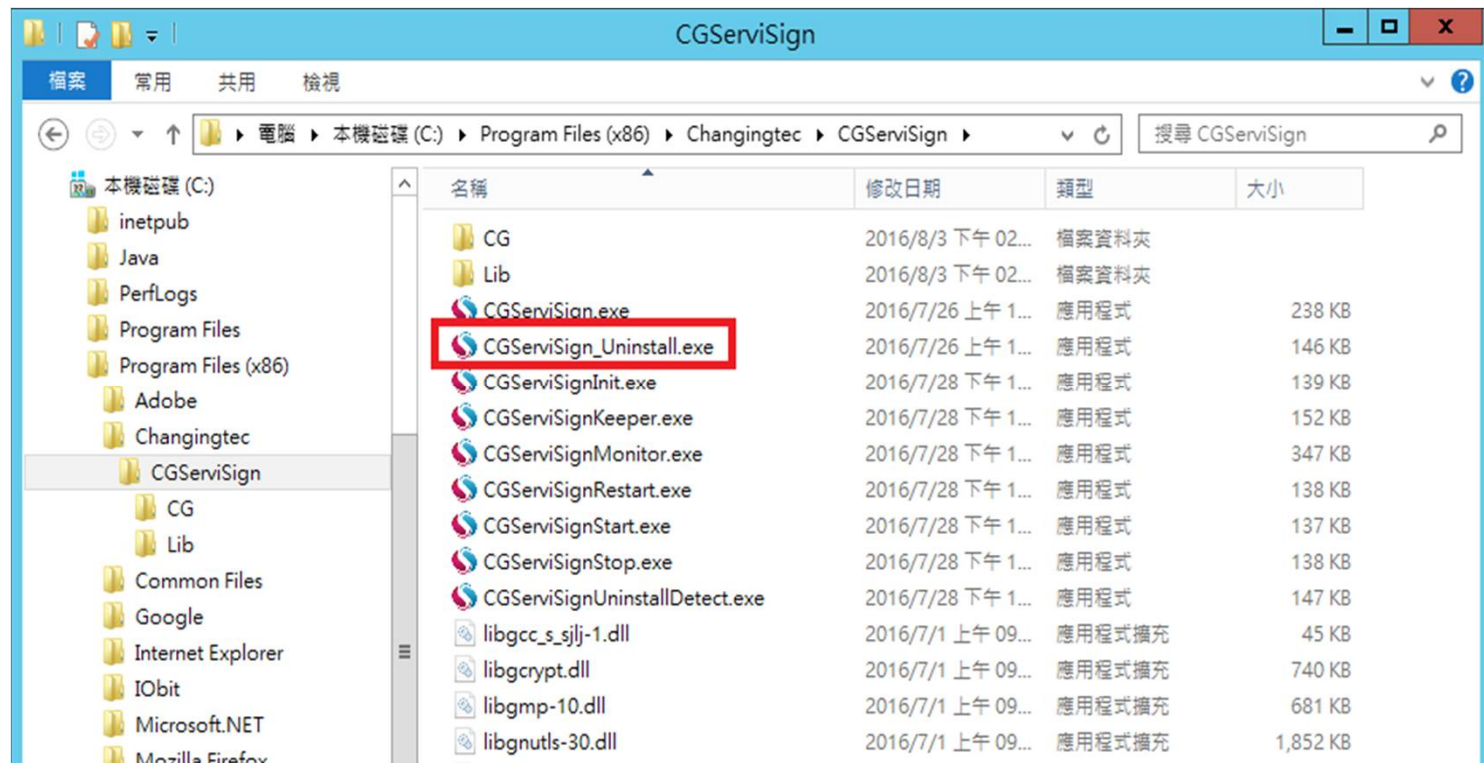 CGServiSign
檔案 常用 共用 檢視
電腦 本機磁碟 (C:) Program Files (x86) Changingtec CGServiSign 搜尋 CGServiSign
本機磁碟 (C:)
inetpub
Java
PerfLogs
Program Files
Program Files (x86)
Adobe
Changingtec
CGServiSign
CG
Lib
Common Files
Google
Internet Explorer
IObit
Microsoft.NET
Mozilla Firefox
名稱 修改日期 類型 大小
CG 2016/8/3 下午 02... 檔案資料夾
Lib 2016/8/3 下午 02... 檔案資料夾
CGServiSign.exe 2016/7/26 上午 1... 應用程式 238 KB
CGServiSign_Uninstall.exe 2016/7/26 上午 1... 應用程式 146 KB
CGServiSignInit.exe 2016/7/28 下午 1... 應用程式 139 KB
CGServiSignKeeper.exe 2016/7/28 下午 1... 應用程式 152 KB
CGServiSignMonitor.exe 2016/7/28 下午 1... 應用程式 347 KB
CGServiSignRestart.exe 2016/7/28 下午 1... 應用程式 138 KB
CGServiSignStart.exe 2016/7/28 下午 1... 應用程式 137 KB
CGServiSignStop.exe 2016/7/28 下午 1... 應用程式 138 KB
CGServiSignUninstallDetect.exe 2016/7/28 下午 1... 應用程式 147 KB
libgcc_s_sjlj-1.dll 2016/7/1 上午 09... 應用程式擴充 45 KB
libgcrypt.dll 2016/7/1 上午 09... 應用程式擴充 740 KB
libgmp-10.dll 2016/7/1 上午 09... 應用程式擴充 681 KB
libgnutls-30.dll 2016/7/1 上午 09... 應用程式擴充 1,852 KB